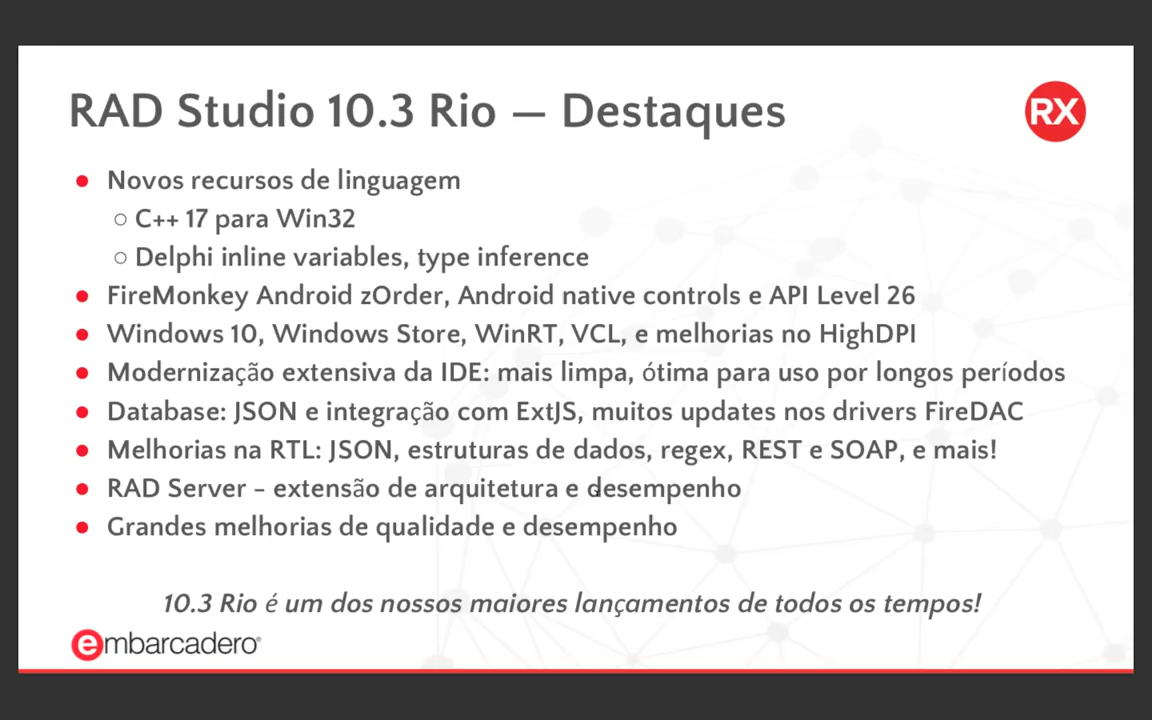 RAD Studio 10.3 Rio — Destaques
RX
● Novos recursos de linguagem
○ C++ 17 para Win32
○ Delphi inline variables, type inference
● FireMonkey Android zOrder, Android native controls e API Level 26
● Windows 10, Windows Store, WinRT, VCL, e melhorias no HighDPI
● Modernização extensiva da IDE: mais limpa, ótima para uso por longos períodos
● Database: JSON e integração com ExtJS, muitos updates nos drivers FireDAC
● Melhorias na RTL: JSON, estruturas de dados, regex, REST e SOAP, e mais!
● RAD Server – extensão de arquitetura e desempenho
● Grandes melhorias de qualidade e desempenho
10.3 Rio é um dos nossos maiores lançamentos de todos os tempos!
embarcadero®